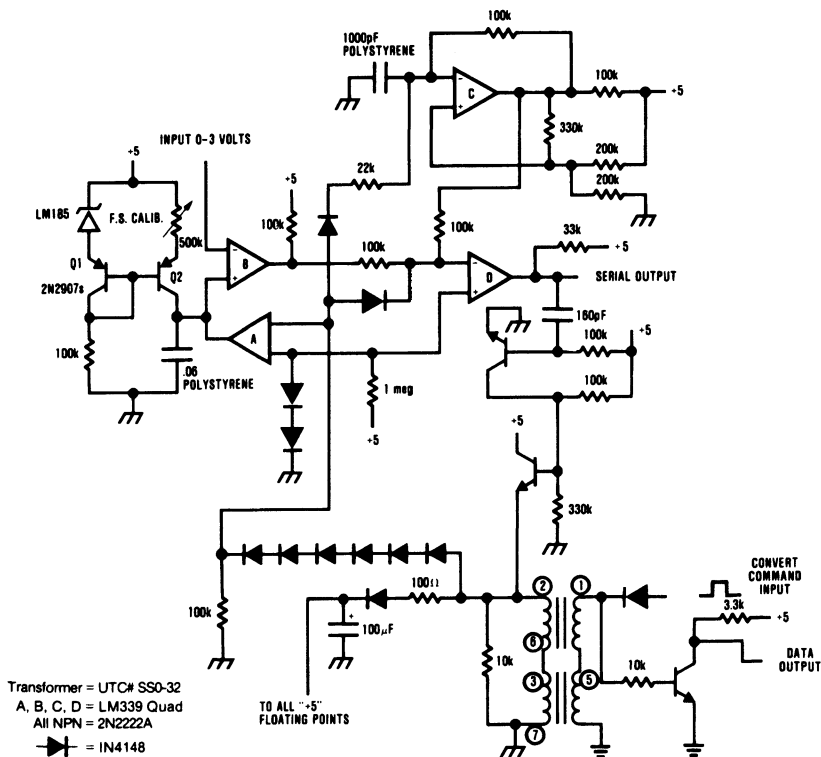 1000pF
POLYSTYRENE
100k
C
-
+
100k
+5
330k
200k
200k
INPUT 0–3 VOLTS
+5
+5
22k
LM185
F.S. CALIB.
500k
100k
B
-
+
100k
100k
33k
+5
D
-
+
SERIAL OUTPUT
Q1
Q2
2N2907s
160pF
+5
100k
100k
A
100k
.06
POLYSTYRENE
1 meg
+5
+5
330k
100Ω
2
1
CONVERT
COMMAND
INPUT
3.3k
+5
100k
+
100μF
6
10k
3
5
10k
DATA
OUTPUT
7
TO ALL "+5"
FLOATING POINTS
Transformer = UTC# SS0-32
A, B, C, D = LM339 Quad
All NPN = 2N2222A
= IN4148